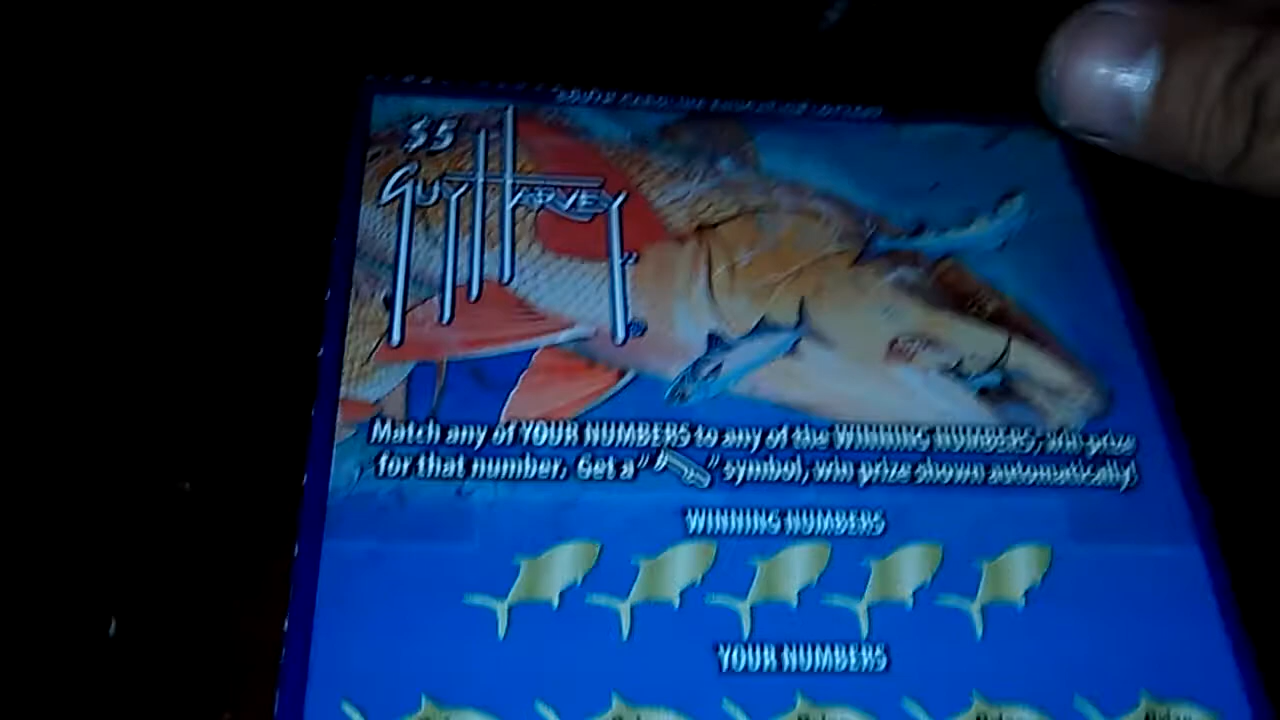 $5
GUY HARVEY
Match any of YOUR NUMBERS to any of the WINNING NUMBERS, win prize
for that number. Get a " " symbol, win prize shown automatically!
WINNING NUMBERS
YOUR NUMBERS